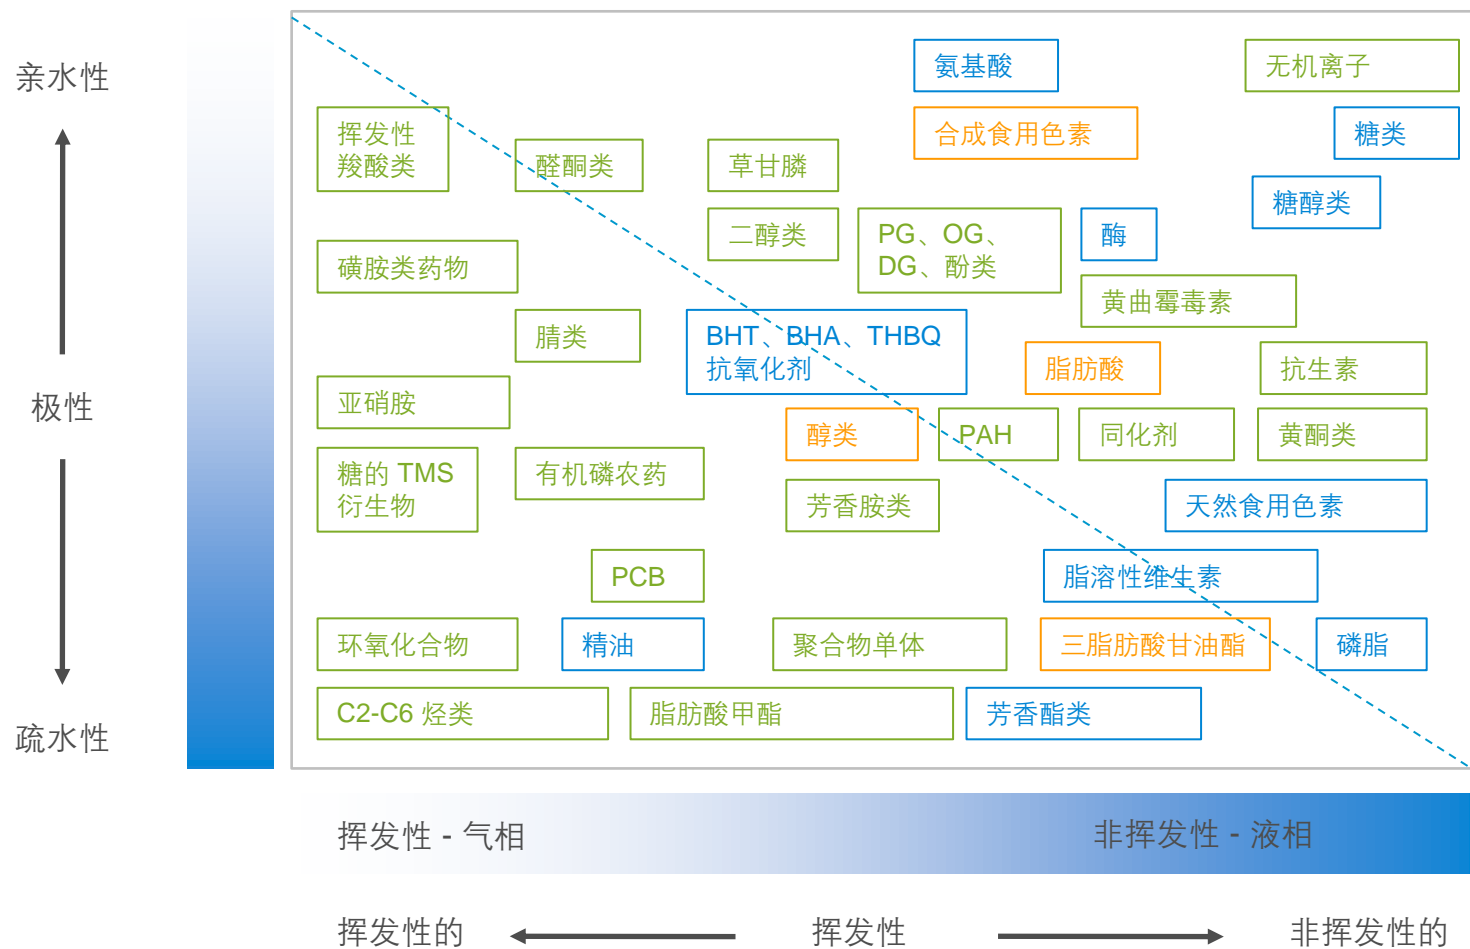 亲水性
极性
疏水性
氨基酸
无机离子
挥发性
羧酸类
醛酮类
草甘膦
合成食用色素
糖类
糖醇类
二醇类
PG、OG、
DG、酚类
酶
磺胺类药物
黄曲霉毒素
腈类
BHT、BHA、THBQ
抗氧化剂
脂肪酸
抗生素
亚硝胺
醇类
PAH
同化剂
黄酮类
糖的 TMS
衍生物
有机磷农药
芳香胺类
天然食用色素
PCB
脂溶性维生素
环氧化合物
精油
聚合物单体
三脂肪酸甘油酯
磷脂
C2-C6 烃类
脂肪酸甲酯
芳香酯类
挥发性 - 气相
非挥发性 - 液相
挥发性的
挥发性
非挥发性的